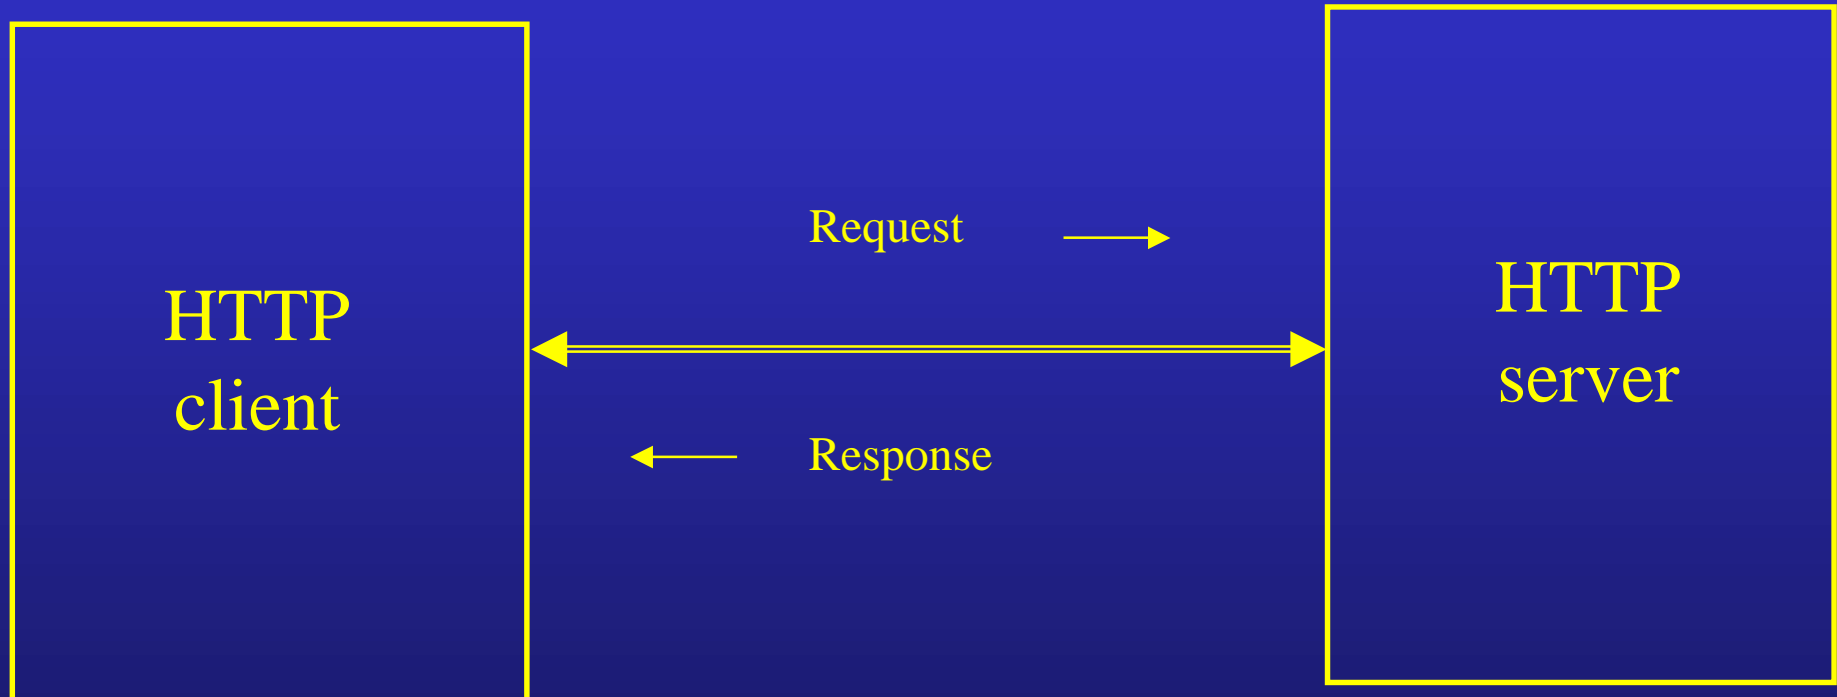 HTTP
client
Request
Response
HTTP
server